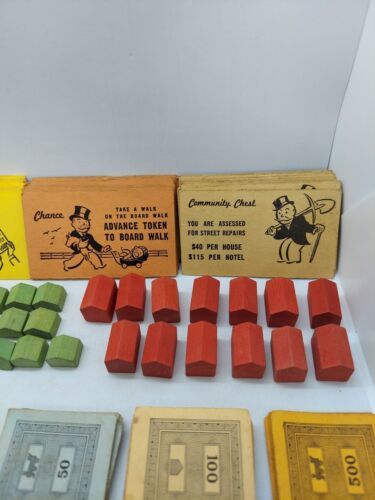 Chance
TAKE A WALK
ON THE BOARD WALK
ADVANCE TOKEN
TO BOARD WALK
Community Chest
YOU ARE ASSESSED
FOR STREET REPAIRS
$40 PER HOUSE
$115 PER HOTEL
50
100
500